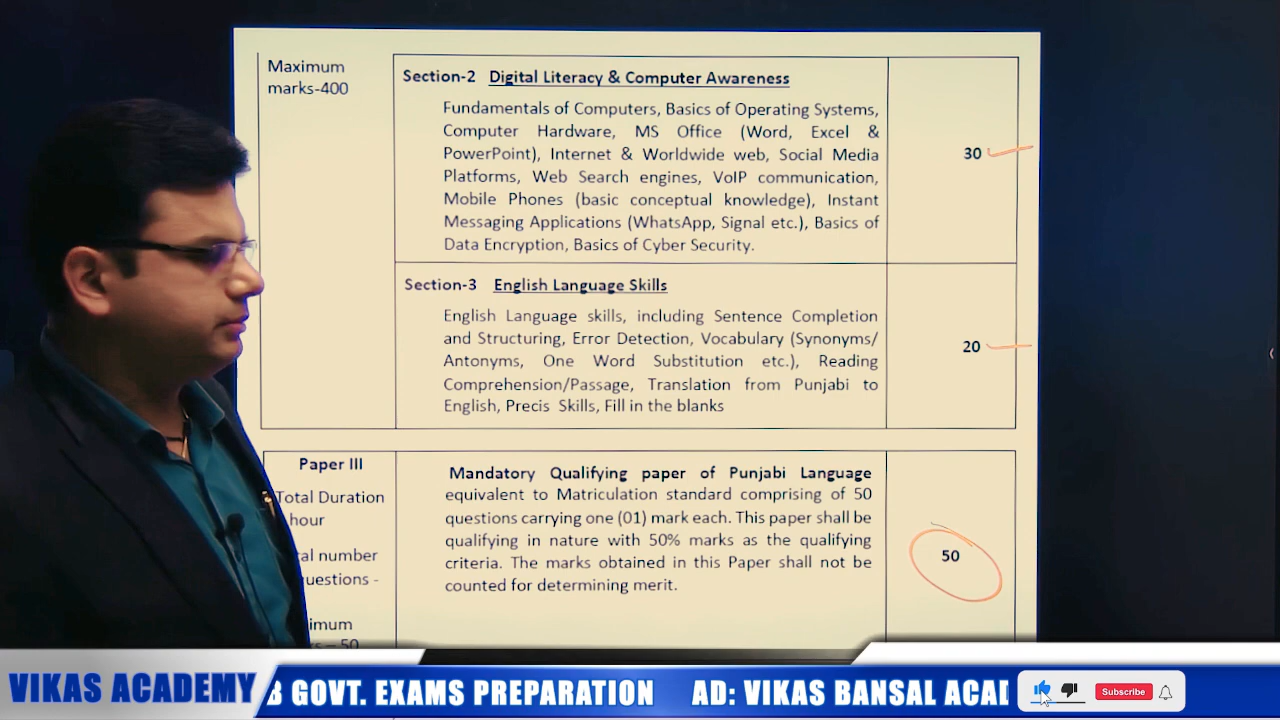 Maximum
marks-400
Section-2 Digital Literacy & Computer Awareness
Fundamentals of Computers, Basics of Operating Systems,
Computer Hardware, MS Office (Word, Excel &
PowerPoint), Internet & Worldwide web, Social Media
Platforms, Web Search engines, VoIP communication,
Mobile Phones (basic conceptual knowledge), Instant
Messaging Applications (WhatsApp, Signal etc.), Basics of
Data Encryption, Basics of Cyber Security.
30
Section-3 English Language Skills
English Language skills, including Sentence Completion
and Structuring, Error Detection, Vocabulary (Synonyms/
Antonyms, One Word Substitution etc.), Reading
Comprehension/Passage, Translation from Punjabi to
English, Precis Skills, Fill in the blanks
20
Paper III
Total Duration
hour
number
questions -
50
Mandatory Qualifying paper of Punjabi Language
equivalent to Matriculation standard comprising of 50
questions carrying one (01) mark each. This paper shall be
qualifying in nature with 50% marks as the qualifying
criteria. The marks obtained in this Paper shall not be
counted for determining merit.
50
VIKAS ACADEMY
B GOVT. EXAMS PREPARATION AD: VIKAS BANSAL ACAD
Subscribe